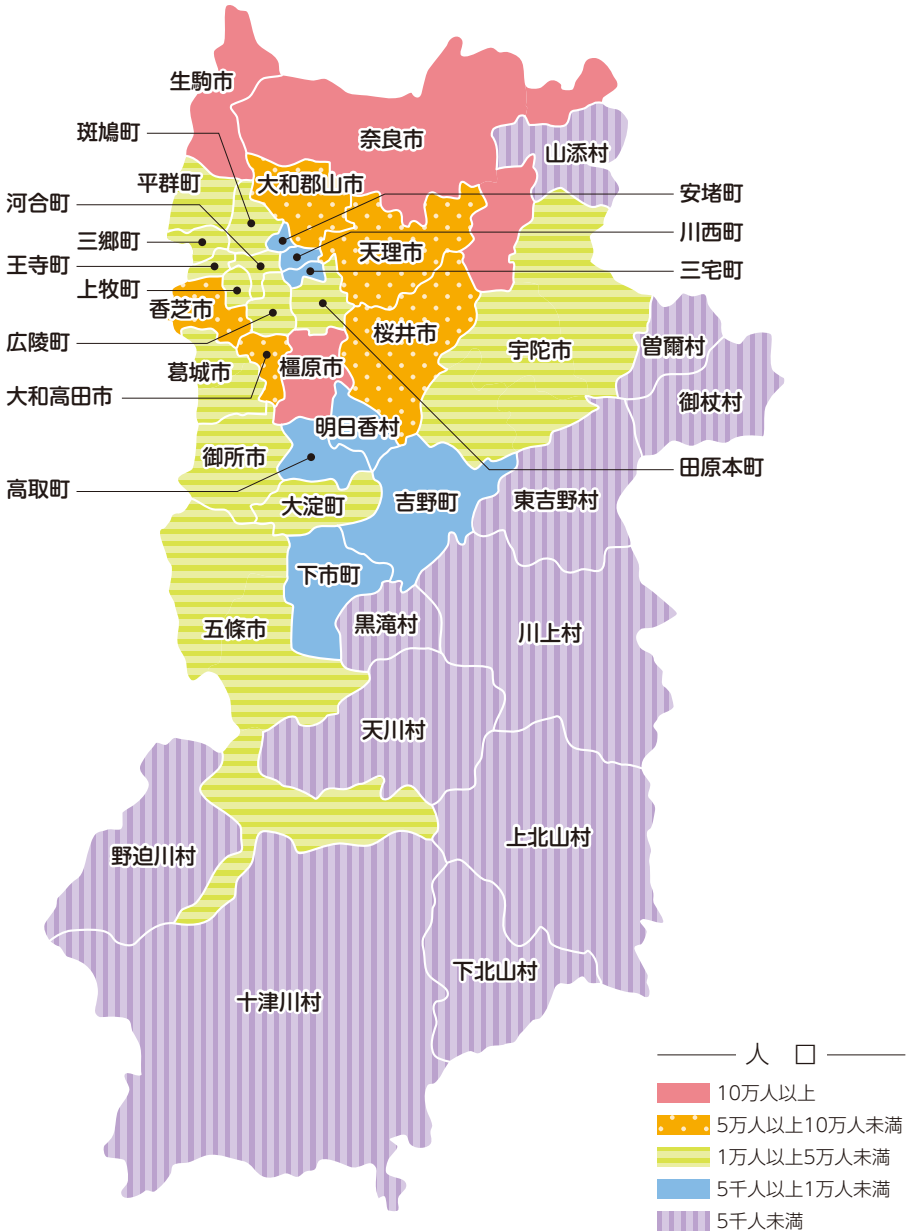 生駒市
斑鳩町
奈良市
山添村
平群町
大和郡山市
安堵町
河合町
川西町
三郷町
天理市
王寺町
三宅町
上牧町
香芝市
桜井市
広陵町
宇陀市
曽爾村
葛城市
橿原市
大和高田市
御杖村
明日香村
御所市
田原本町
高取町
大淀町
吉野町
東吉野村
下市町
黒滝村
五條市
川上村
天川村
上北山村
野迫川村
下北山村
十津川村
人 口
10万人以上
5万人以上10万人未満
1万人以上5万人未満
5千人以上1万人未満
5千人未満